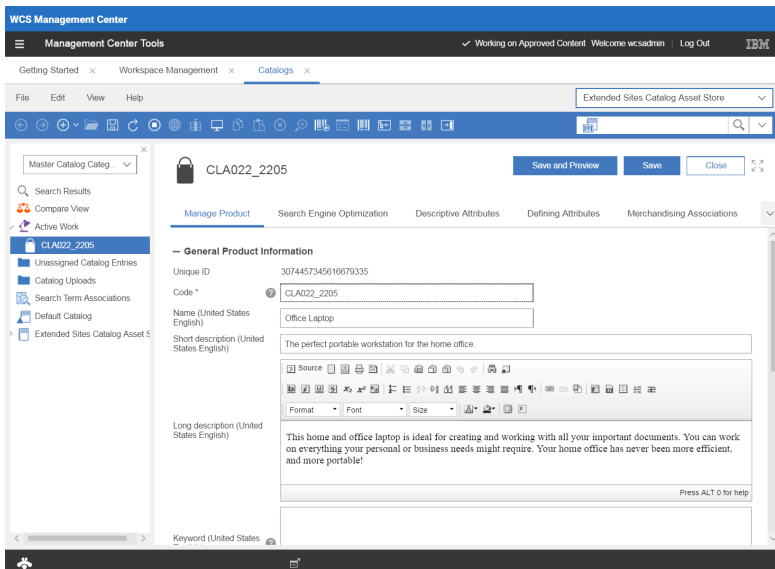 WCS Management Center
Management Center Tools
Working on Approved Content Welcome wcsadmin | Log Out IBM
Getting Started × Workspace Management × Catalogs ×
File Edit View Help
Extended Sites Catalog Asset Store
Master Catalog Categ...
CLA022_2205
Save and Preview Save Close
Search Results
Compare View
Active Work
CLA022_2205
Unassigned Catalog Entries
Catalog Uploads
Search Term Associations
Default Catalog
Extended Sites Catalog Asset S
Manage Product Search Engine Optimization Descriptive Attributes Defining Attributes Merchandising Associations
General Product Information
Unique ID 3074457345616679335
Code * CLA022_2205
Name (United States
English)
Office Laptop
Short description (United
States English)
The perfect portable workstation for the home office.
Source
Format Font Size
Long description (United
States English)
This home and office laptop is ideal for creating and working with all your important documents. You can work
on everything your personal or business needs might require. Your home office has never been more efficient,
and more portable!
Press ALT 0 for help
Keyword (United States